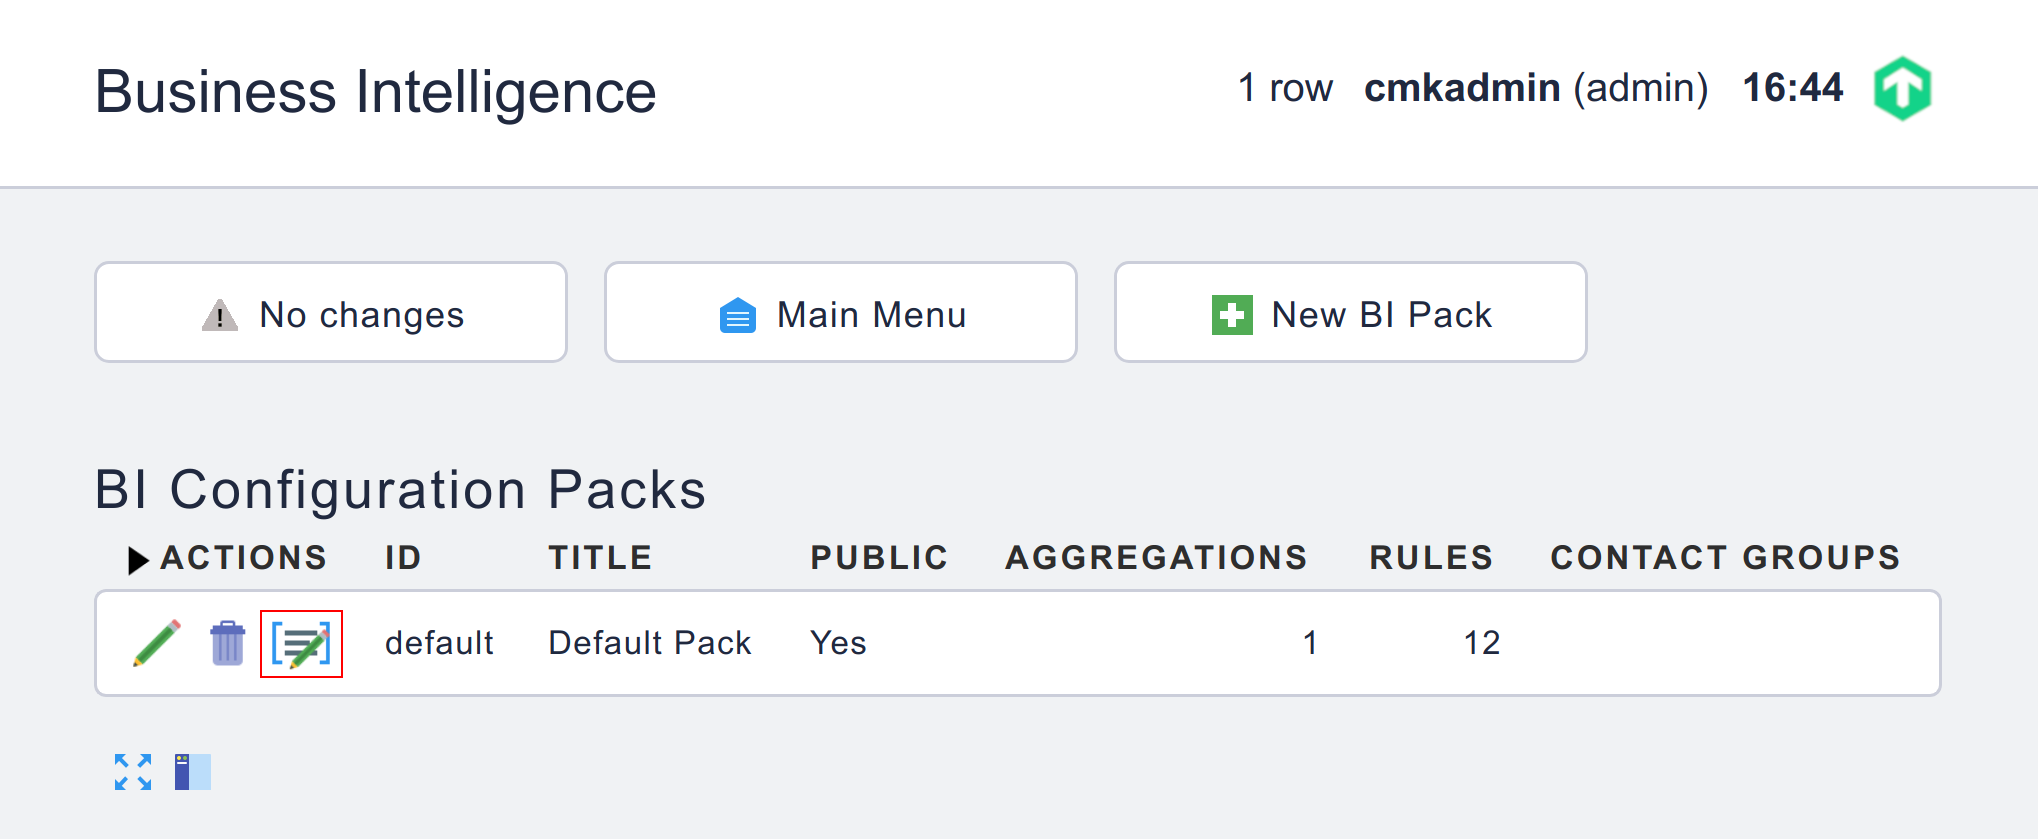 Business Intelligence
1 row cmkadmin (admin) 16:44
No changes
Main Menu
New BI Pack
BI Configuration Packs
ACTIONS ID TITLE PUBLIC AGGREGATIONS RULES CONTACT GROUPS
default Default Pack Yes 1 12